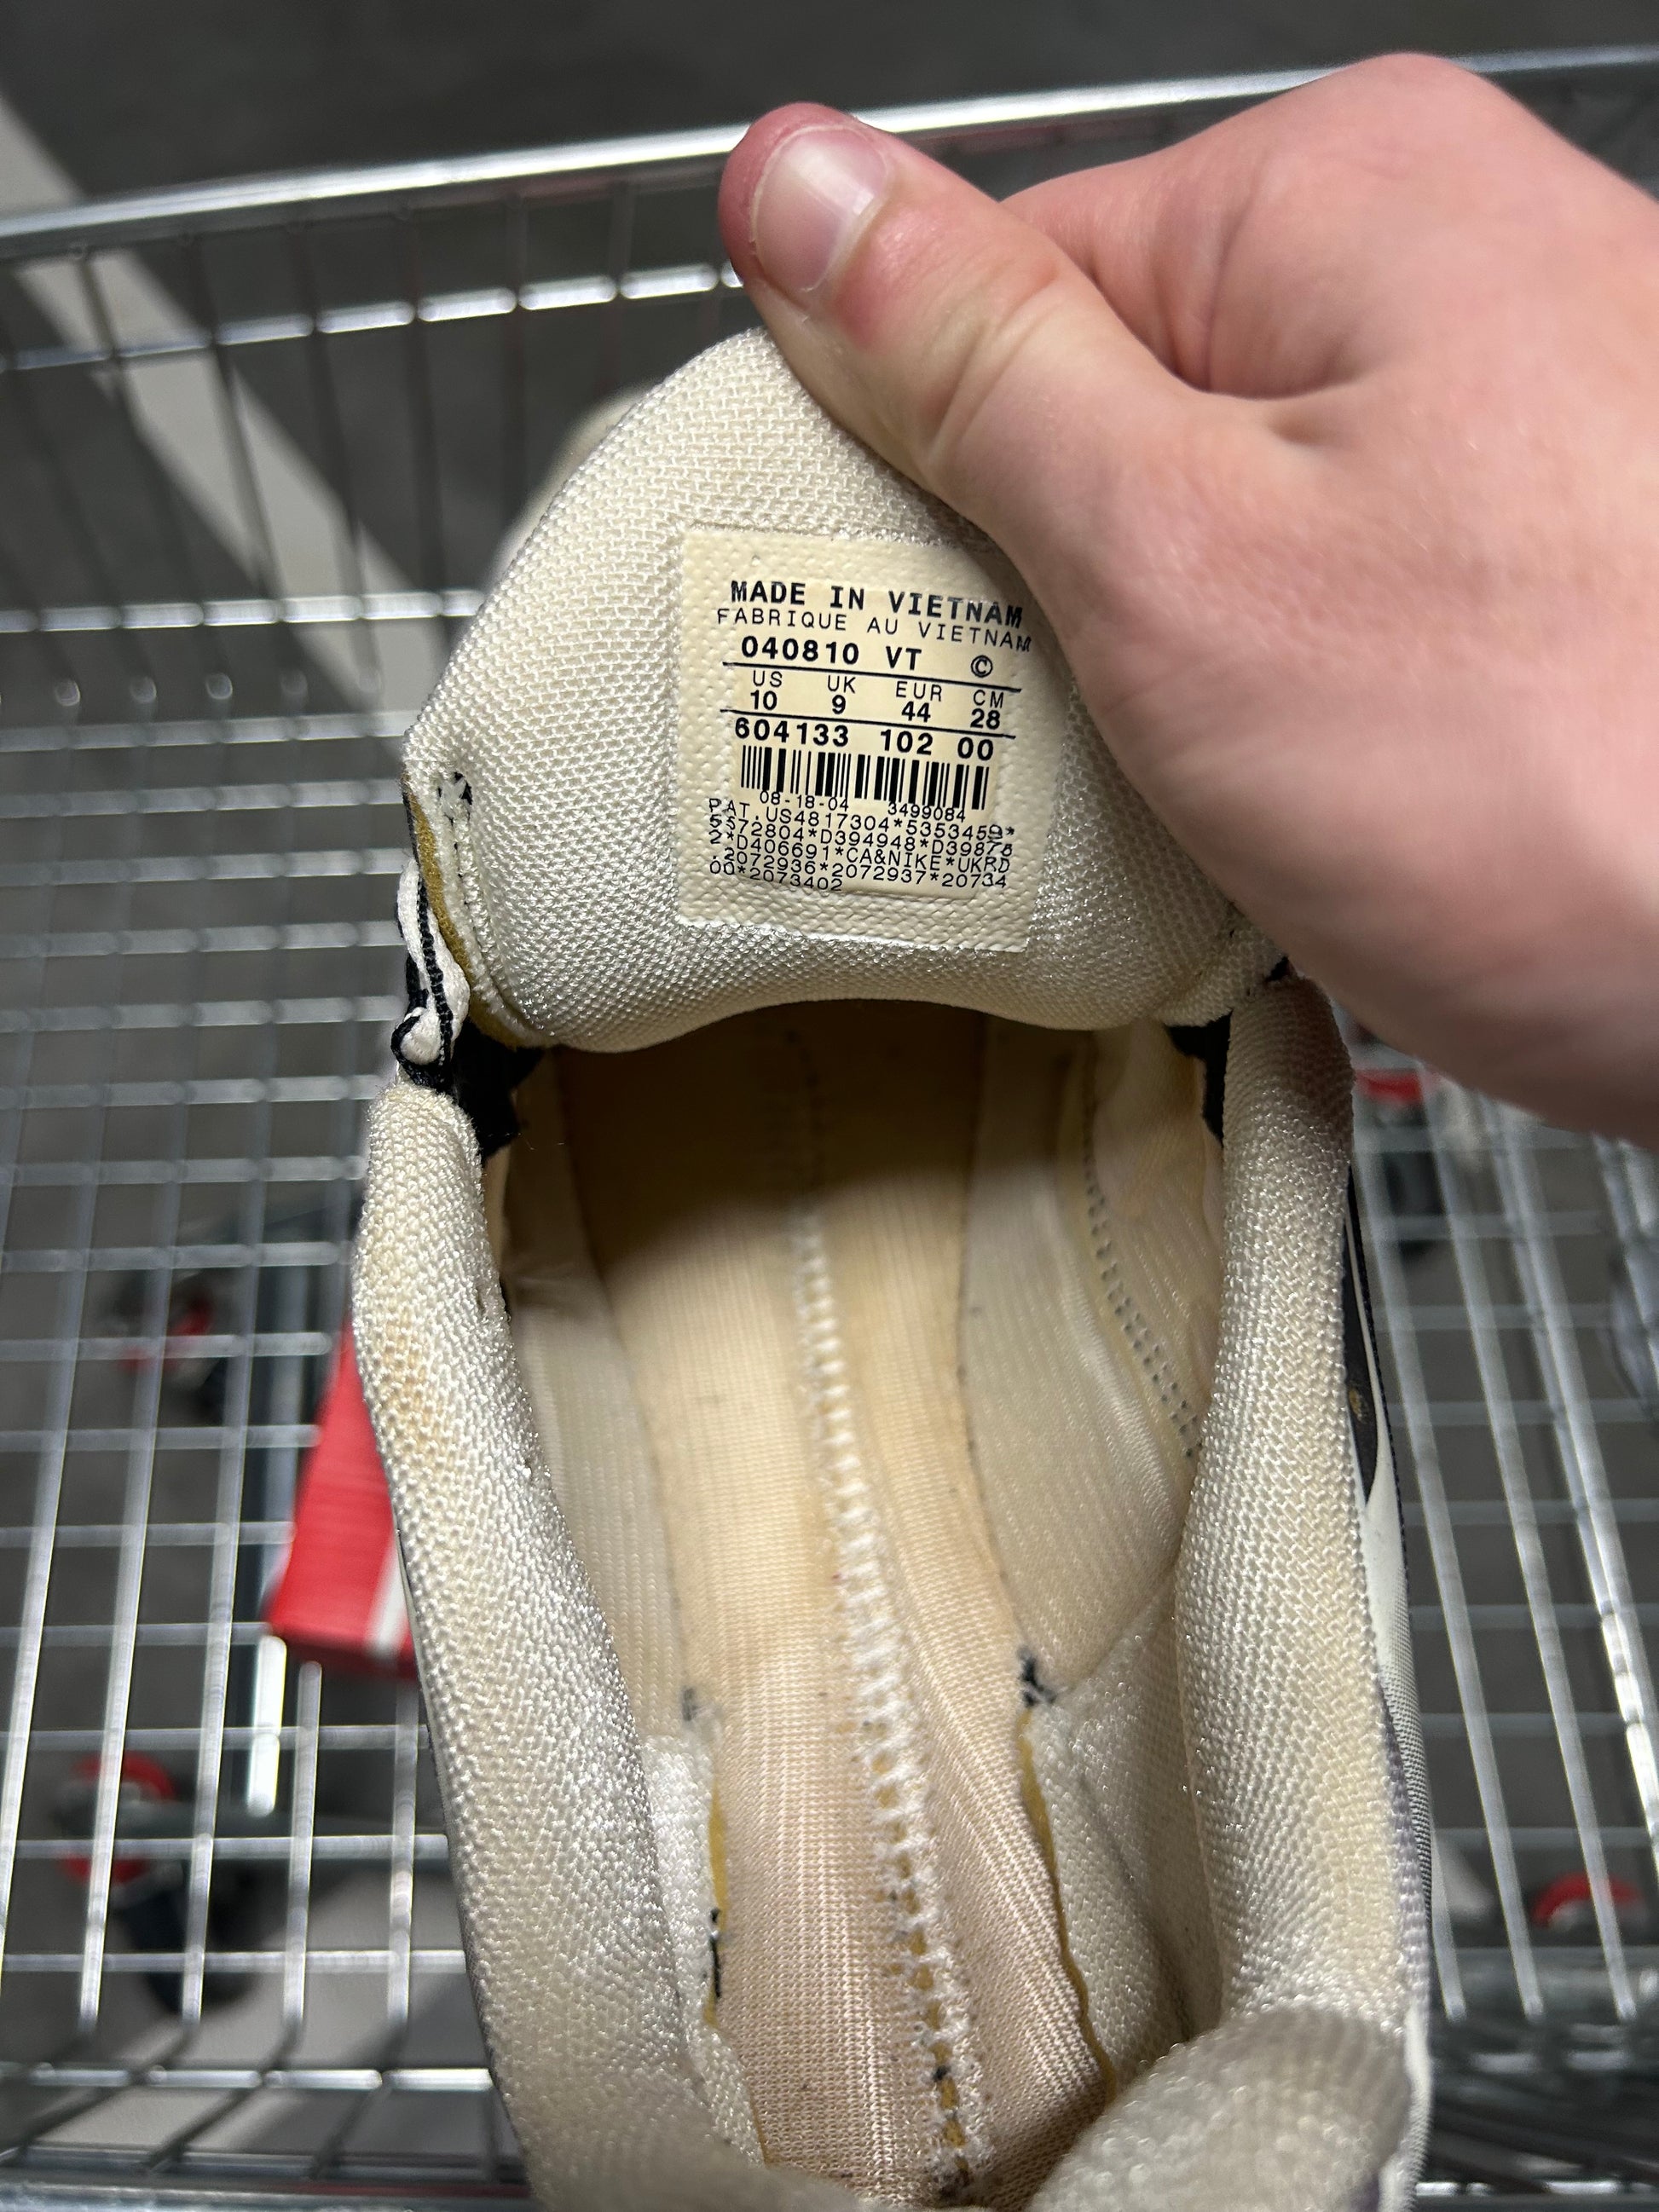 MADE IN VIETNAM
FABRIQUE AU VIETNAM
040810 VT ©
US UK EUR CM
10 9 44 28
604133 102 00
08-18-04 3499084
PAT.US4817304*5353459*
5572804*D394948*D39878
2*D406691*CA&NIKE*UKRD
.2072936*2072937*20734
00*2073402